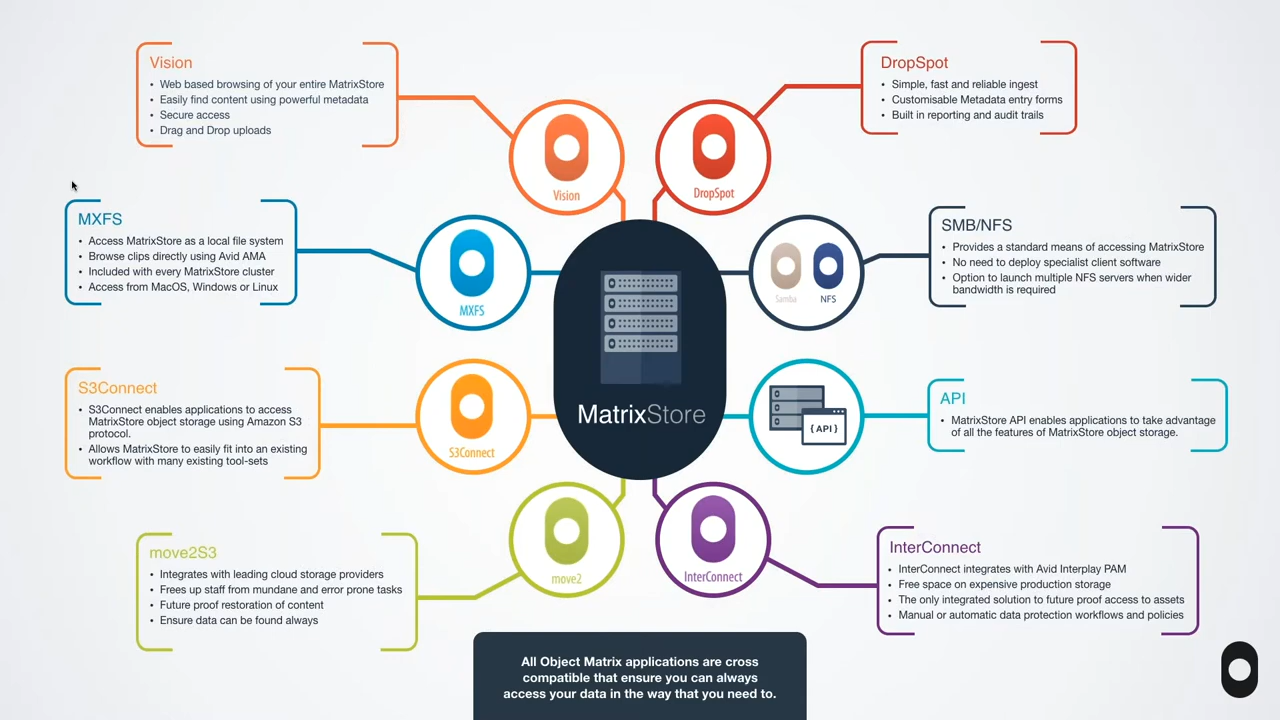 Vision
• Web based browsing of your entire MatrixStore
• Easily find content using powerful metadata
• Secure access
• Drag and Drop uploads
DropSpot
• Simple, fast and reliable ingest
• Customisable Metadata entry forms
• Built in reporting and audit trails
Vision
DropSpot
MXFS
• Access MatrixStore as a local file system
• Browse clips directly using Avid AMA
• Included with every MatrixStore cluster
• Access from MacOS, Windows or Linux
MXFS
Samba
NFS
SMB/NFS
• Provides a standard means of accessing MatrixStore
• No need to deploy specialist client software
• Option to launch multiple NFS servers when wider
bandwidth is required
MatrixStore
S3Connect
• S3Connect enables applications to access
MatrixStore object storage using Amazon S3
protocol.
• Allows MatrixStore to easily fit into an existing
workflow with many existing tool-sets
S3Connect
{ API }
API
• MatrixStore API enables applications to take advantage
of all the features of MatrixStore object storage.
move2S3
• Integrates with leading cloud storage providers
• Frees up staff from mundane and error prone tasks
• Future proof restoration of content
• Ensure data can be found always
move2
InterConnect
InterConnect
• InterConnect integrates with Avid Interplay PAM
• Free space on expensive production storage
• The only integrated solution to future proof access to assets
• Manual or automatic data protection workflows and policies
All Object Matrix applications are cross
compatible that ensure you can always
access your data in the way that you need to.